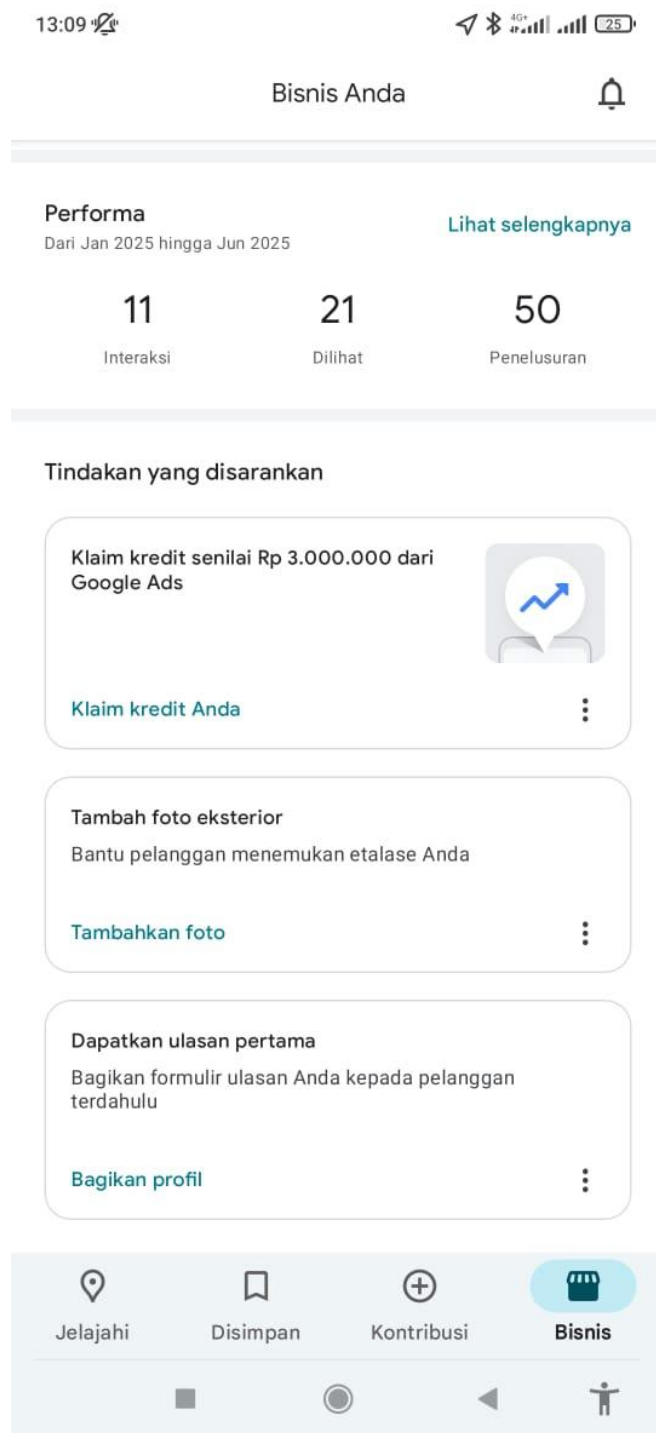 13:09
4G+
25
Bisnis Anda
Performa
Lihat selengkapnya
Dari Jan 2025 hingga Jun 2025
11
21
50
Interaksi
Dilihat
Penelusuran
Tindakan yang disarankan
Klaim kredit senilai Rp 3.000.000 dari
Google Ads
Klaim kredit Anda
Tambah foto eksterior
Bantu pelanggan menemukan etalase Anda
Tambahkan foto
Dapatkan ulasan pertama
Bagikan formulir ulasan Anda kepada pelanggan
terdahulu
Bagikan profil
Jelajahi
Disimpan
Kontribusi
Bisnis